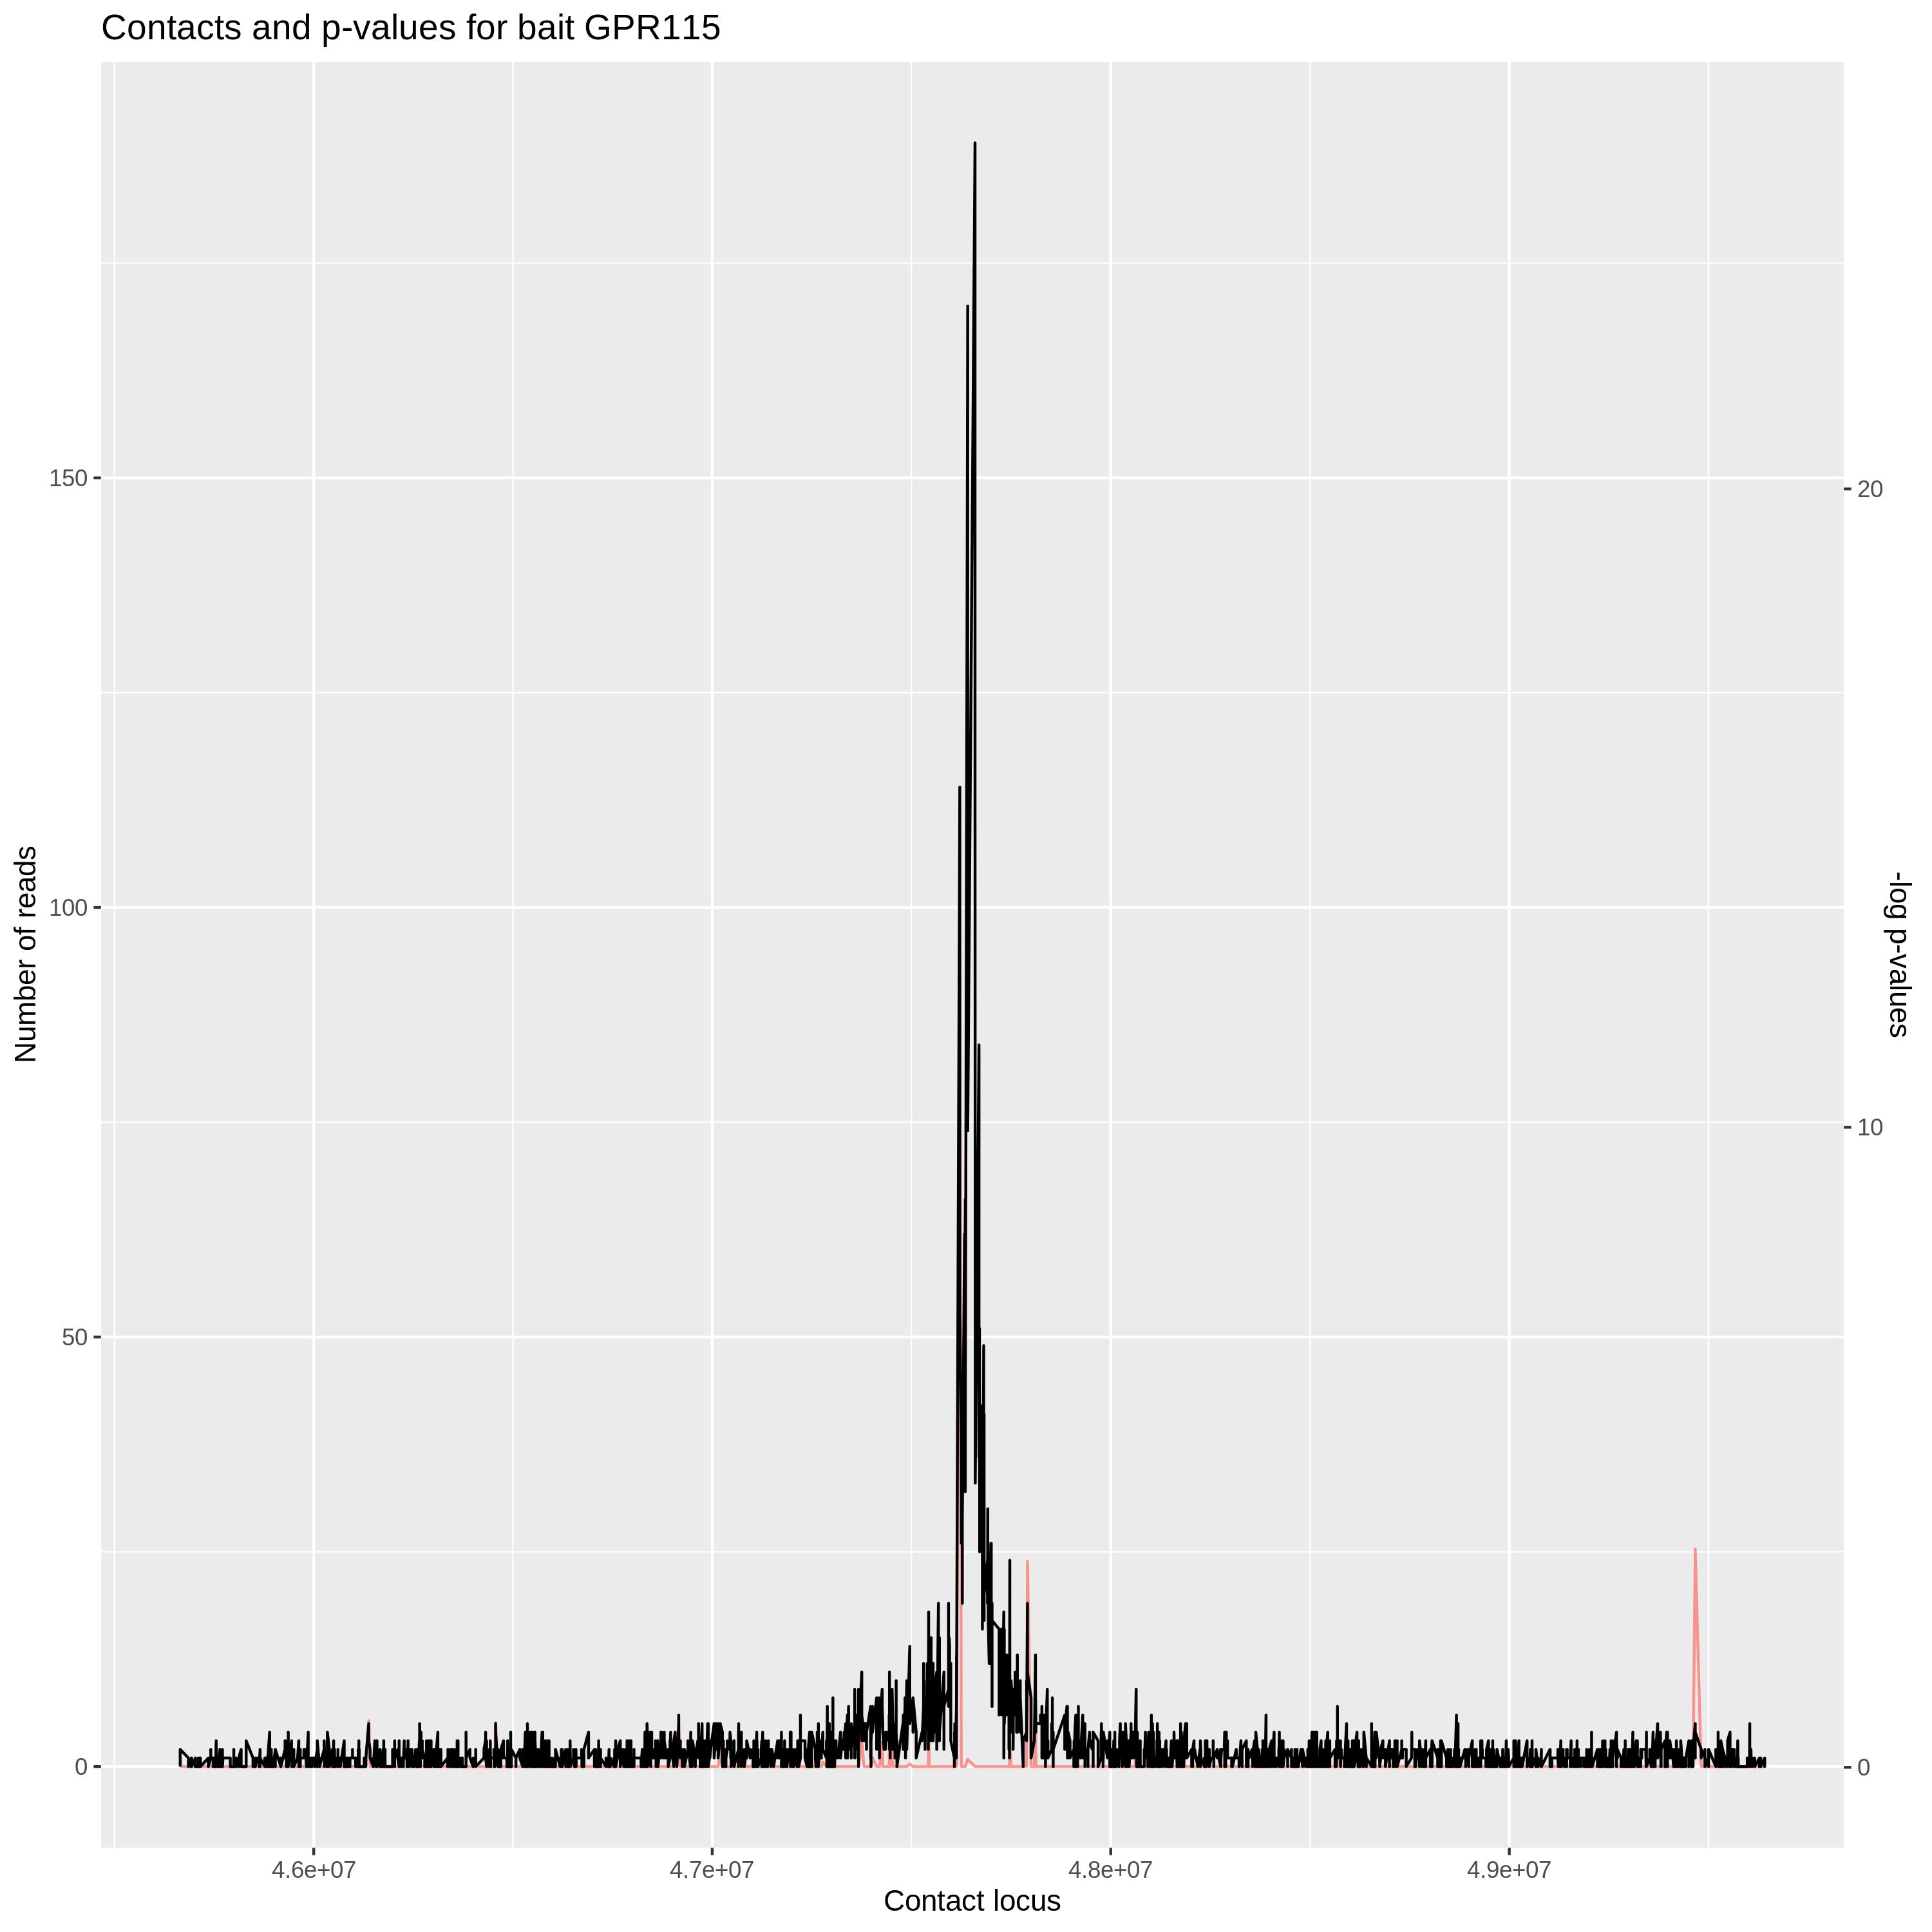 Contacts and p-values for bait GPR115
150
100
50
0
20
10
0
Number of reads
-log p-values
4.6e+07
4.7e+07
4.8e+07
4.9e+07
Contact locus